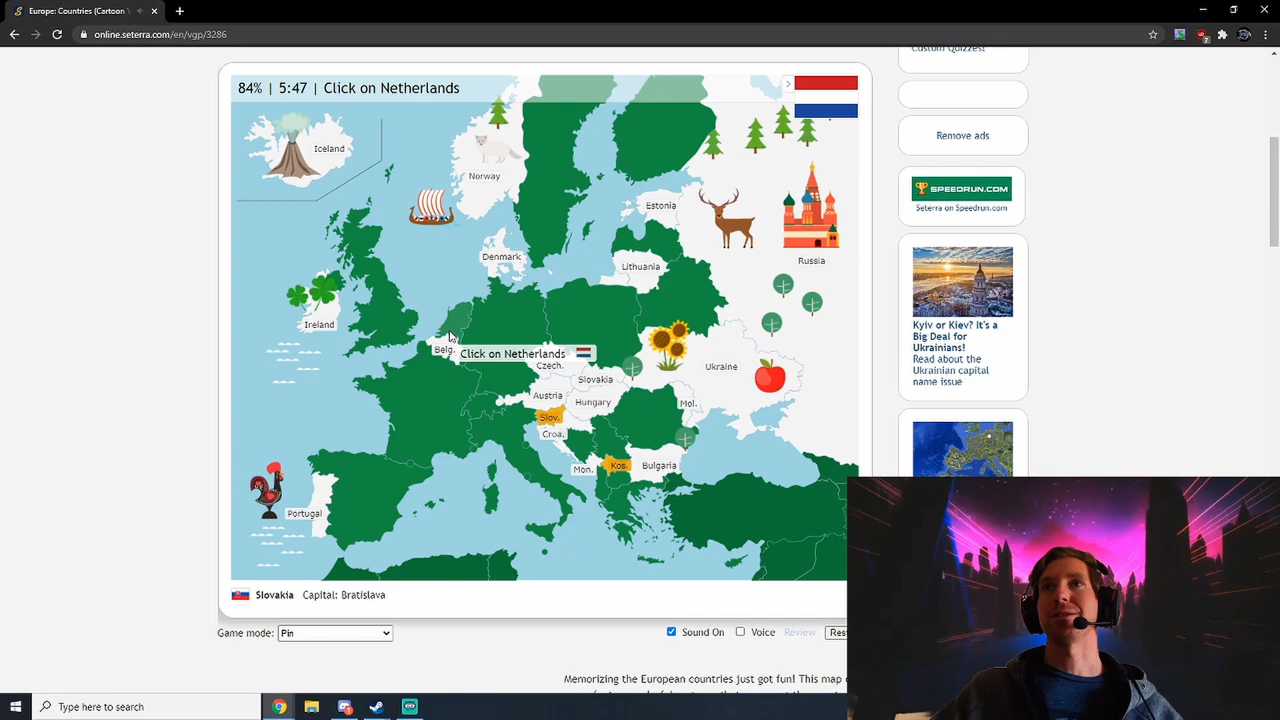 Europe: Countries (Cartoon
online.seterra.com/en/vgp/3286
84% | 5:47 | Click on Netherlands
Custom Quizzes!
Iceland
Norway
Estonia
Denmark
Lithuania
Russia
Ireland
Belg.
Click on Netherlands
Czech.
Slovakia
Ukraine
Austria
Hungary
Mol.
Slov.
Croa.
Mon.
Kos.
Bulgaria
Portugal
Slovakia Capital: Bratislava
Game mode: Pin
Sound On
Voice
Review
Rest
Memorizing the European countries just got fun! This map
Remove ads
SPEEDRUN.COM
Seterra on Speedrun.com
Kyiv or Kiev? It's a
Big Deal for
Ukrainians!
Read about the
Ukrainian capital
name issue
Type here to search